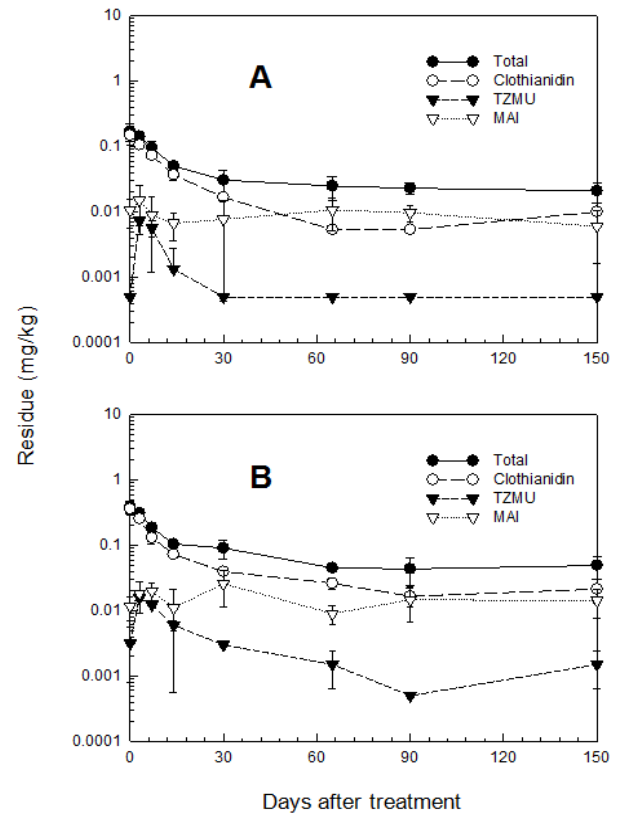 10
A
Total
Clothianidin
TZMU
MAI
1
0.1
0.01
0.001
0.0001
0 30 60 90 120 150
Residue (mg/kg)
10
B
Total
Clothianidin
TZMU
MAI
1
0.1
0.01
0.001
0.0001
0 30 60 90 120 150
Days after treatment